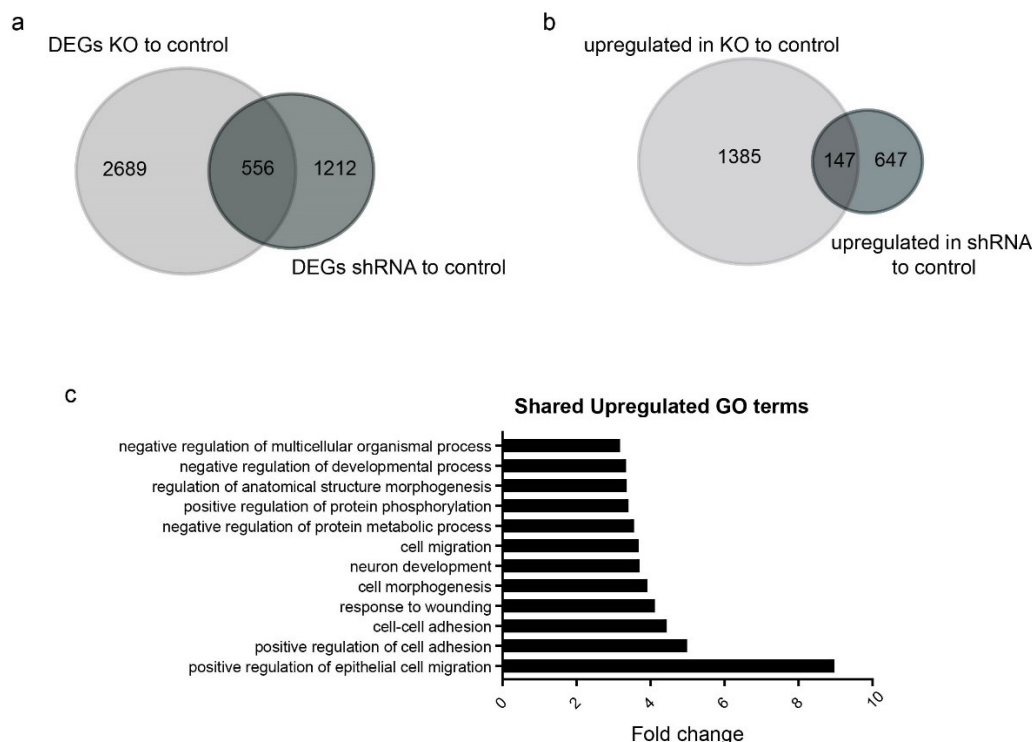 a
DEGs KO to control
2689
556
1212
DEGs shRNA to control
b
upregulated in KO to control
1385
147
647
upregulated in shRNA
to control
c
Shared Upregulated GO terms
negative regulation of multicellular organismal process
negative regulation of developmental process
regulation of anatomical structure morphogenesis
positive regulation of protein phosphorylation
negative regulation of protein metabolic process
cell migration
neuron development
cell morphogenesis
response to wounding
cell-cell adhesion
positive regulation of cell adhesion
positive regulation of epithelial cell migration
0
2
4
6
8
10
Fold change